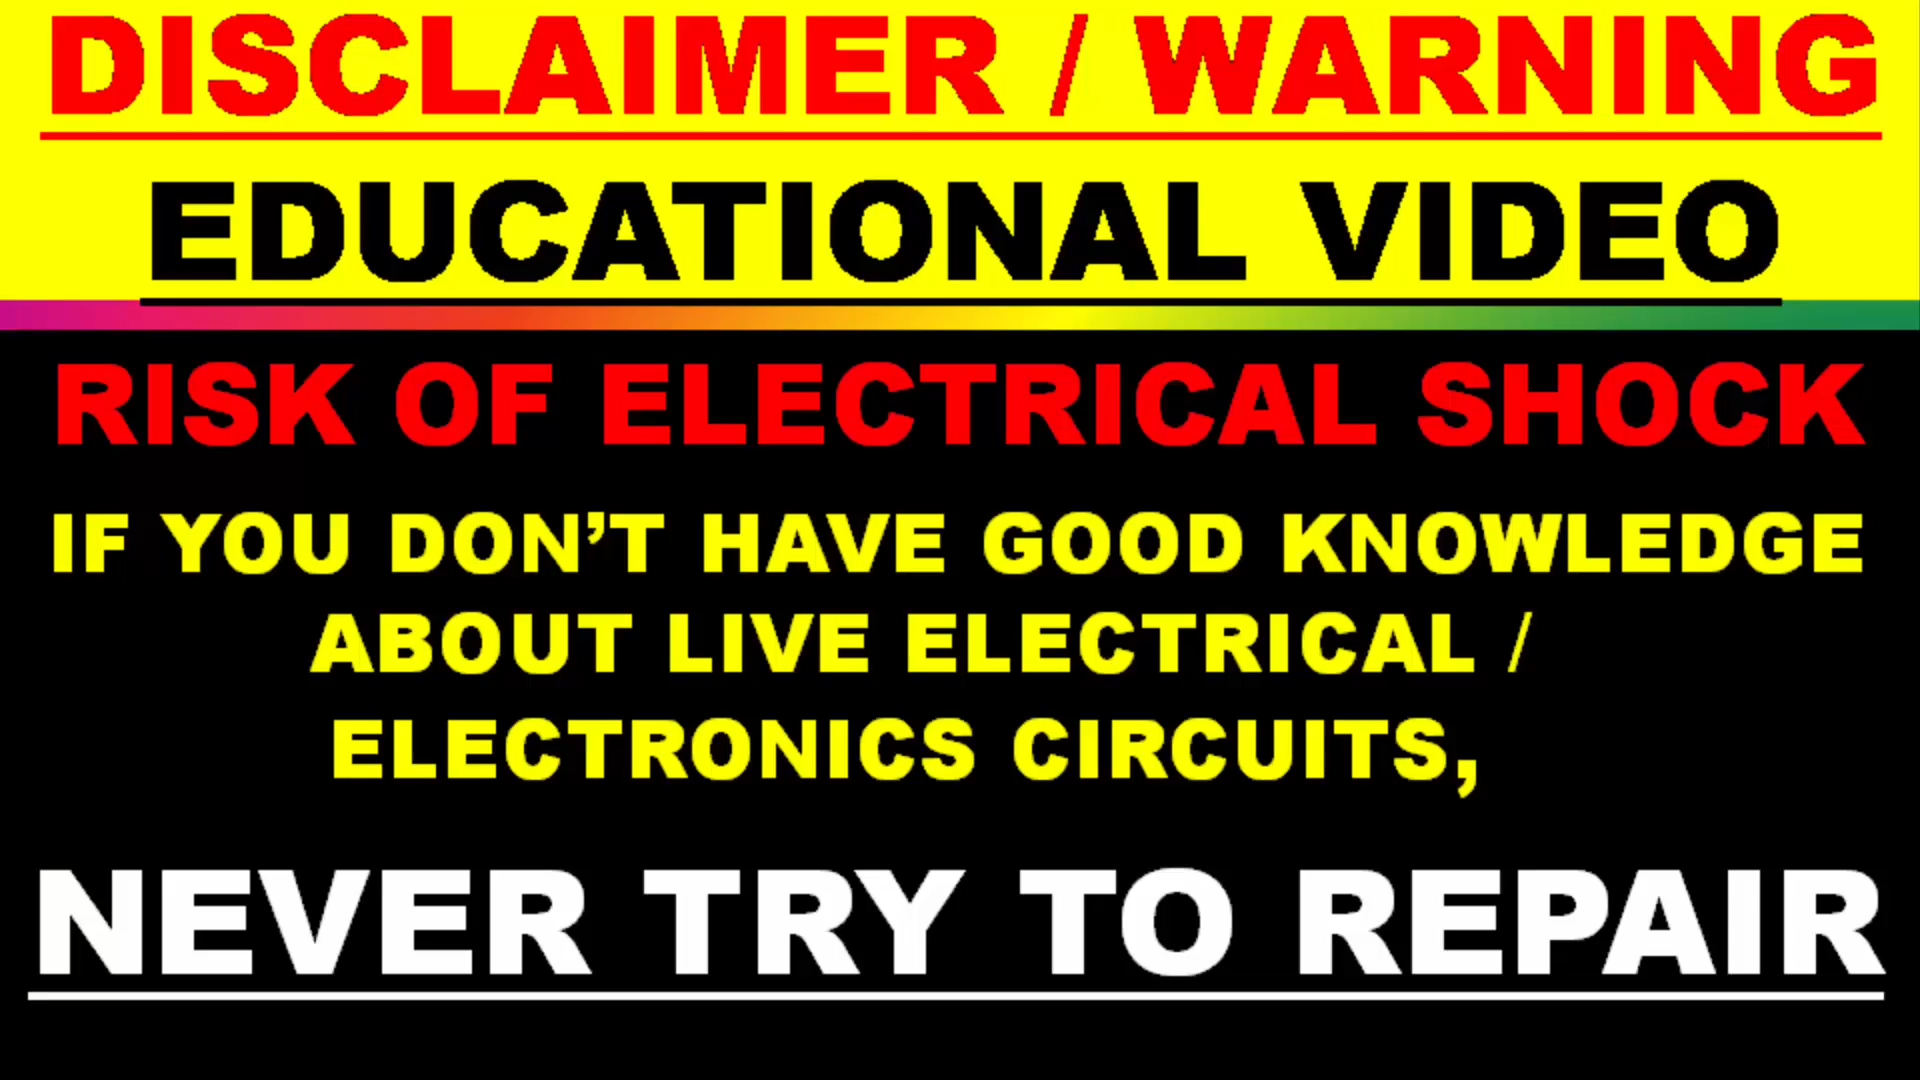 DISCLAIMER / WARNING
EDUCATIONAL VIDEO
RISK OF ELECTRICAL SHOCK
IF YOU DON’T HAVE GOOD KNOWLEDGE
ABOUT LIVE ELECTRICAL /
ELECTRONICS CIRCUITS,
NEVER TRY TO REPAIR